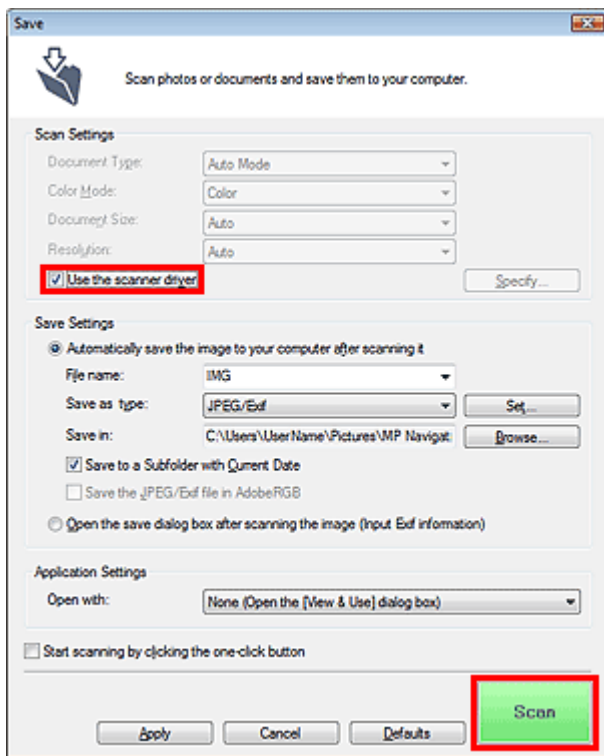 Save
Scan photos or documents and save them to your computer.
Scan Settings
Document Type: Auto Mode
Color Mode: Color
Document Size: Auto
Resolution: Auto
Use the scanner driver Specify...
Save Settings
Automatically save the image to your computer after scanning it
File name: IMG
Save as type: JPEG/Exif Set...
Save in: C:\Users\UserName\Pictures\MP Navigat Browse...
Save to a Subfolder with Current Date
Save the JPEG/Exif file in AdobeRGB
Open the save dialog box after scanning the image (Input Exif information)
Application Settings
Open with: None (Open the [View & Use] dialog box)
Start scanning by clicking the one-click button
Scan
Apply Cancel Defaults